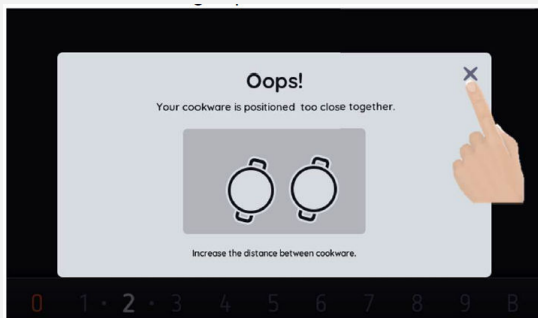 Oops!
Your cookware is positioned too close together.
Increase the distance between cookware.
0 1 • 2 • 3 4 5 6 7 8 9 B